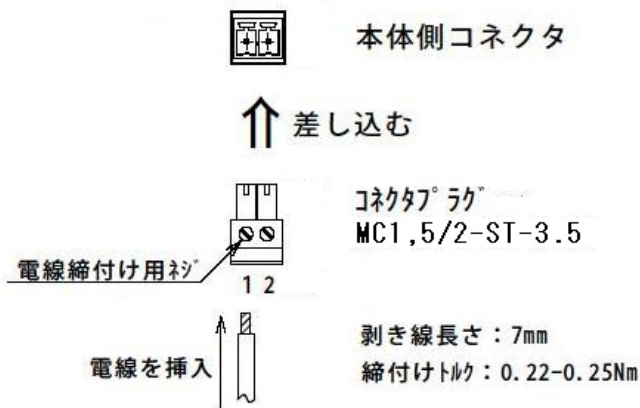 本体側コネクタ
差し込む
コネクタプラグ
MC1,5/2-ST-3.5
電線締付け用ネジ
1 2
電線を挿入
剥き線長さ：7mm
締付けトルク：0.22-0.25Nm